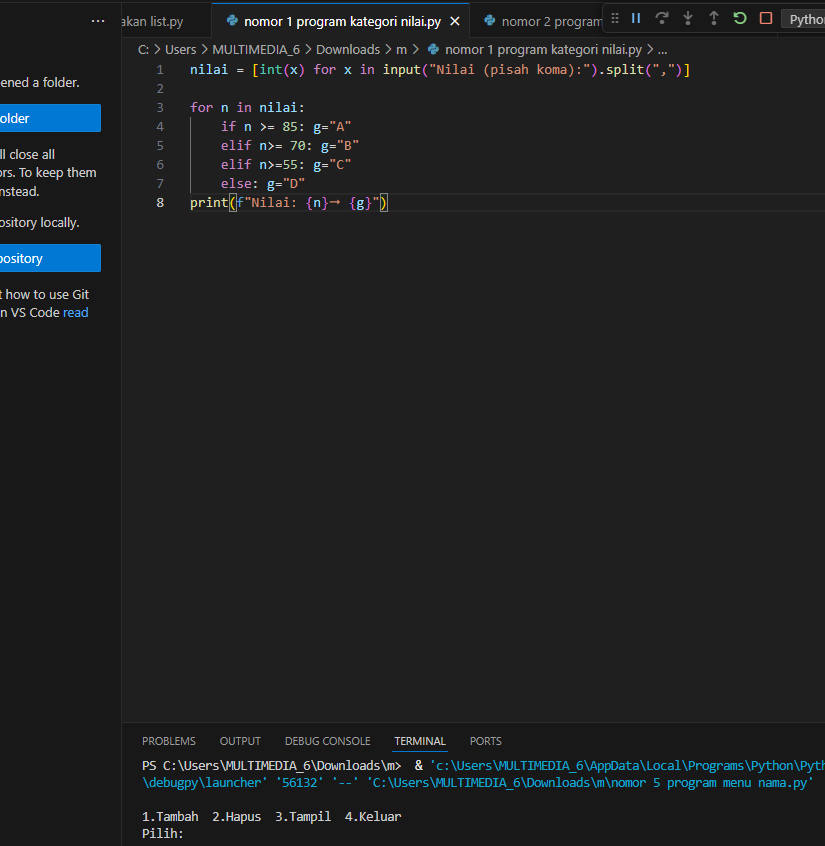 akan list.py
nomor 1 program kategori nilai.py
nomor 2 program
C: > Users > MULTIMEDIA_6 > Downloads > m > nomor 1 program kategori nilai.py > ...
ened a folder.
older
ll close all
ors. To keep them
nstead.
ository locally.
pository
t how to use Git
n VS Code read
1 nilai = [int(x) for x in input("Nilai (pisah koma):").split(",")]
2
3 for n in nilai:
4 if n >= 85: g="A"
5 elif n>= 70: g="B"
6 elif n>=55: g="C"
7 else: g="D"
8 print(f"Nilai: {n}→ {g}")
PROBLEMS OUTPUT DEBUG CONSOLE TERMINAL PORTS
PS C:\Users\MULTIMEDIA_6\Downloads\m> & 'c:\Users\MULTIMEDIA_6\AppData\Local\Programs\Python\Pyth
\debugpy\launcher' '56132' '--' 'C:\Users\MULTIMEDIA_6\Downloads\m\nomor 5 program menu nama.py'
1.Tambah 2.Hapus 3.Tampil 4.Keluar
Pilih: